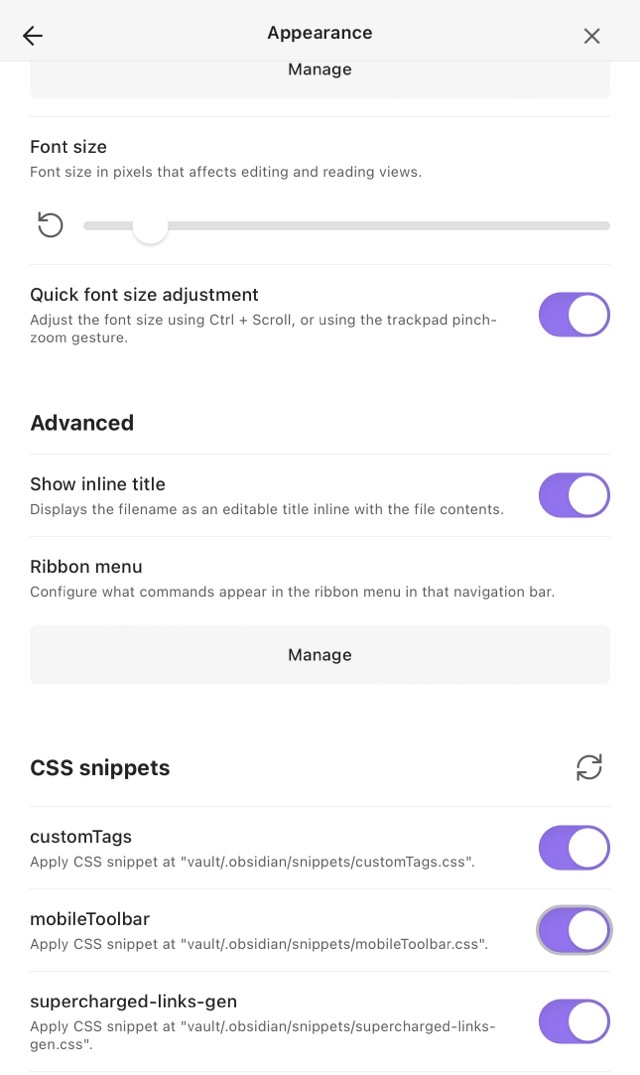 Appearance
Manage
Font size
Font size in pixels that affects editing and reading views.
Quick font size adjustment
Adjust the font size using Ctrl + Scroll, or using the trackpad pinch-
zoom gesture.
Advanced
Show inline title
Displays the filename as an editable title inline with the file contents.
Ribbon menu
Configure what commands appear in the ribbon menu in that navigation bar.
Manage
CSS snippets
customTags
Apply CSS snippet at "vault/.obsidian/snippets/customTags.css".
mobileToolbar
Apply CSS snippet at "vault/.obsidian/snippets/mobileToolbar.css".
supercharged-links-gen
Apply CSS snippet at "vault/.obsidian/snippets/supercharged-links-
gen.css".